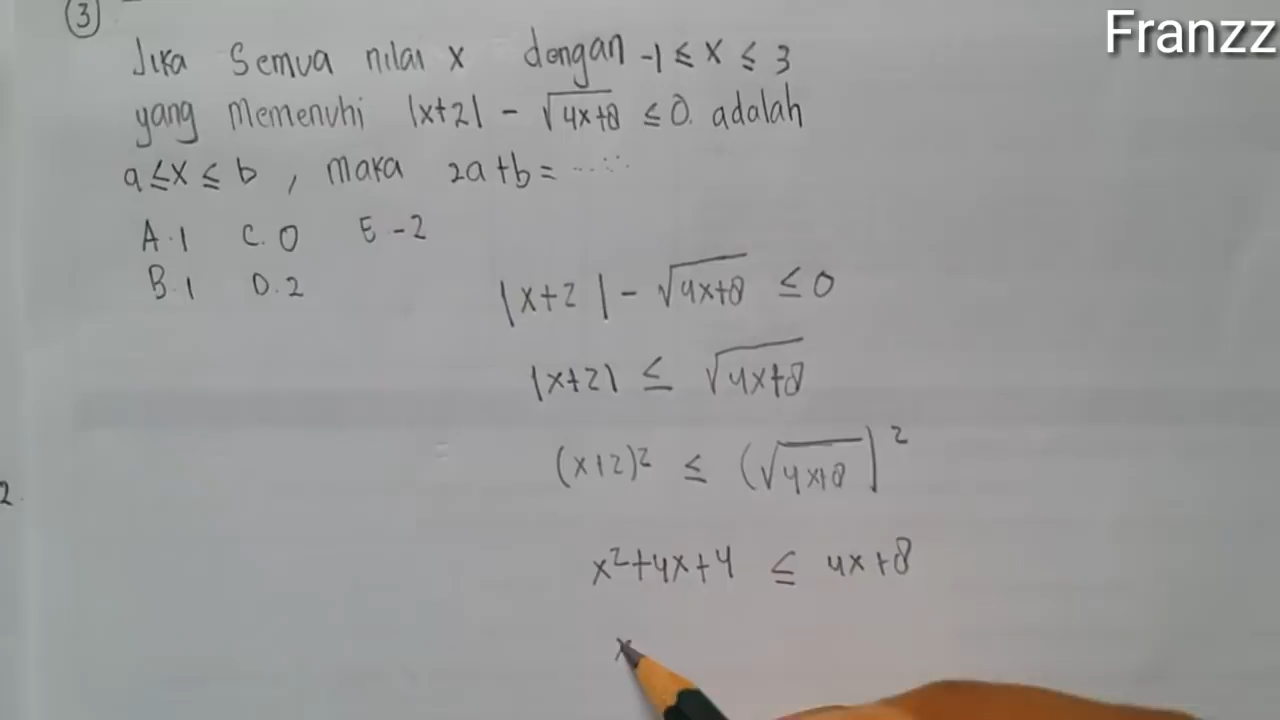 Franzz
③
Jika Semua nilai x dengan -1 ≤ x ≤ 3
yang memenuhi |x+2| - √(4x+8) ≤ 0. adalah
a ≤ x ≤ b , maka 2a+b = ......
A. 1 C. 0 E -2
B. 1 D. 2
|x+2| - √(4x+8) ≤ 0
|x+2| ≤ √(4x+8)
(x+2)² ≤ (√(4x+8))²
x²+4x+4 ≤ 4x+8
x
2